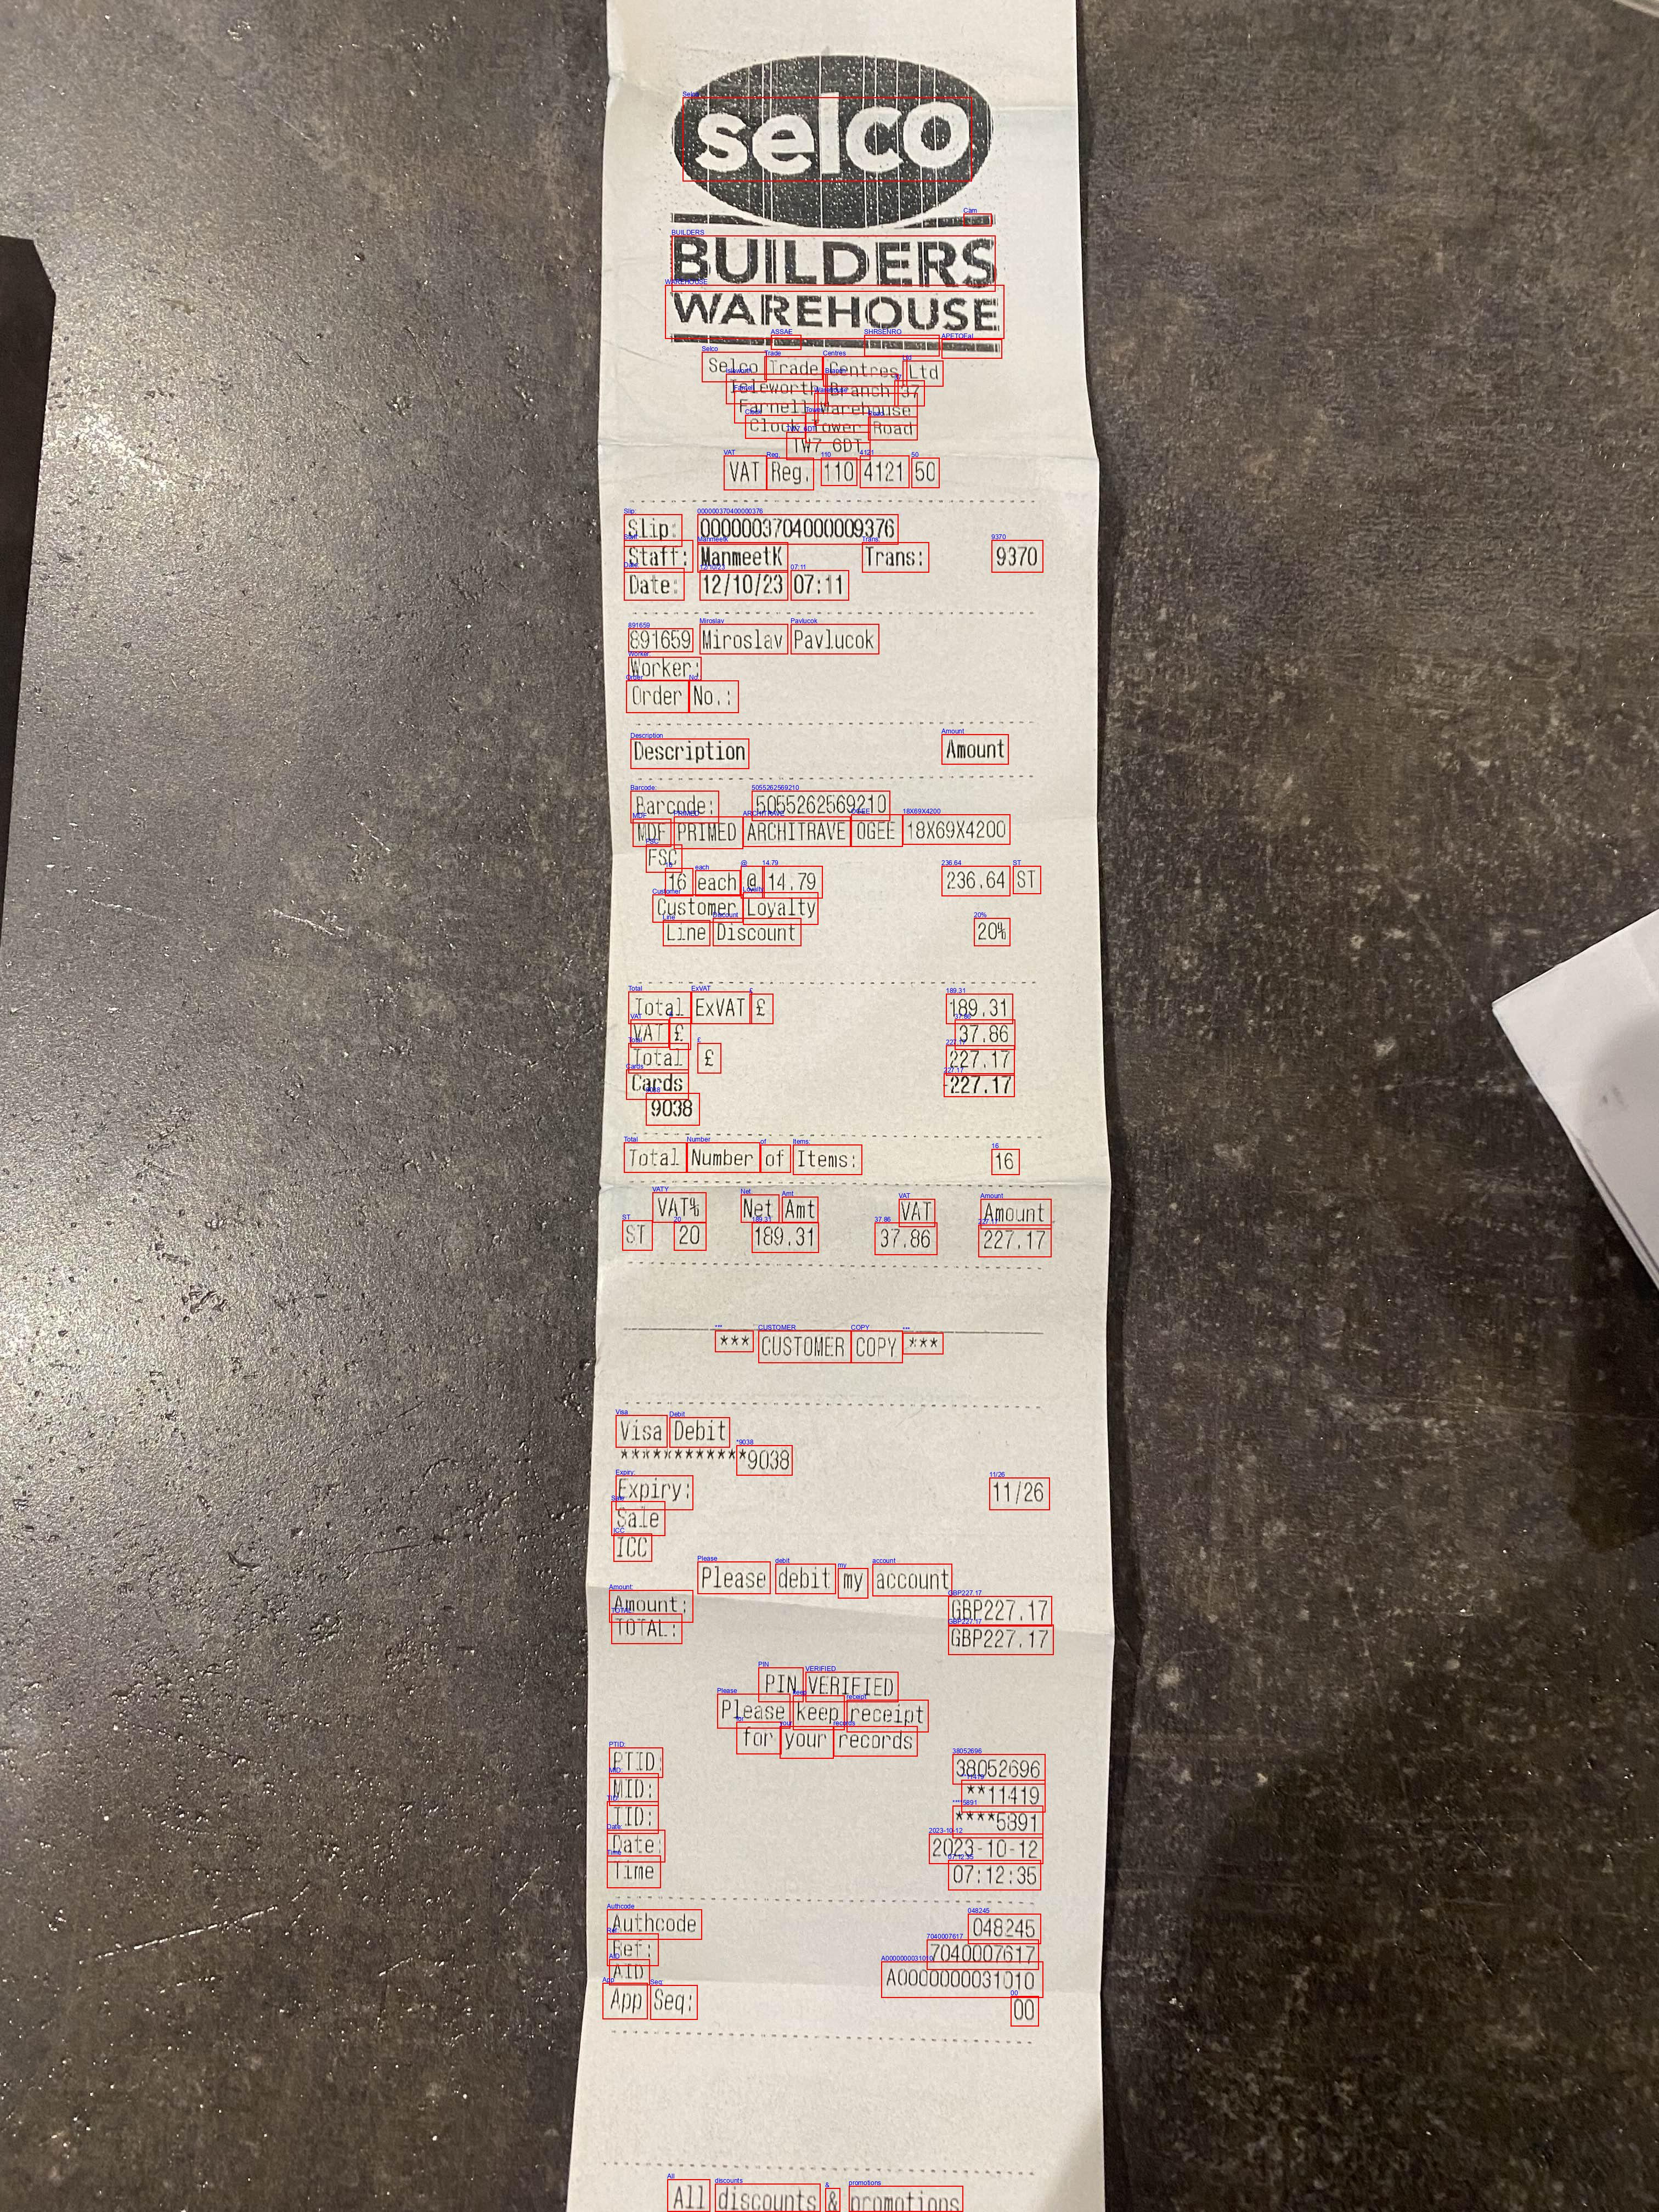 selco
BUILDERS
WAREHOUSE
Selco Trade Centres Ltd
Isleworth Branch 37
Farnell Warehouse
Clock Tower Road
TW7 6DT
VAT Reg. 110 4121 50
Slip: 0000003704000009376
Staff: ManmeetK Trans: 9370
Date: 12/10/23 07:11
891659 Miroslav Pavlucok
Worker:
Order No.:
Description Amount
Barcode: 5055262569210
MDF PRIMED ARCHITRAVE OGEE 18X69X4200
FSC
16 each @ 14.79 236.64 ST
Customer Loyalty
Line Discount 20%
Total ExVAT £ 189.31
VAT £ 37.86
Total £ 227.17
Cards -227.17
9038
Total Number of Items: 16
VAT% Net Amt VAT Amount
ST 20 189.31 37.86 227.17
*** CUSTOMER COPY ***
Visa Debit
************9038
Expiry: 11/26
Sale
ICC
Please debit my account
Amount: GBP227.17
TOTAL: GBP227.17
PIN VERIFIED
Please keep receipt
for your records
PTID: 38052696
MID: **11419
TID: ****5891
Date: 2023-10-12
Time 07:12:35
Authcode 048245
Ref: 7040007617
AID A0000000031010
App Seq: 00
All discounts & promotions